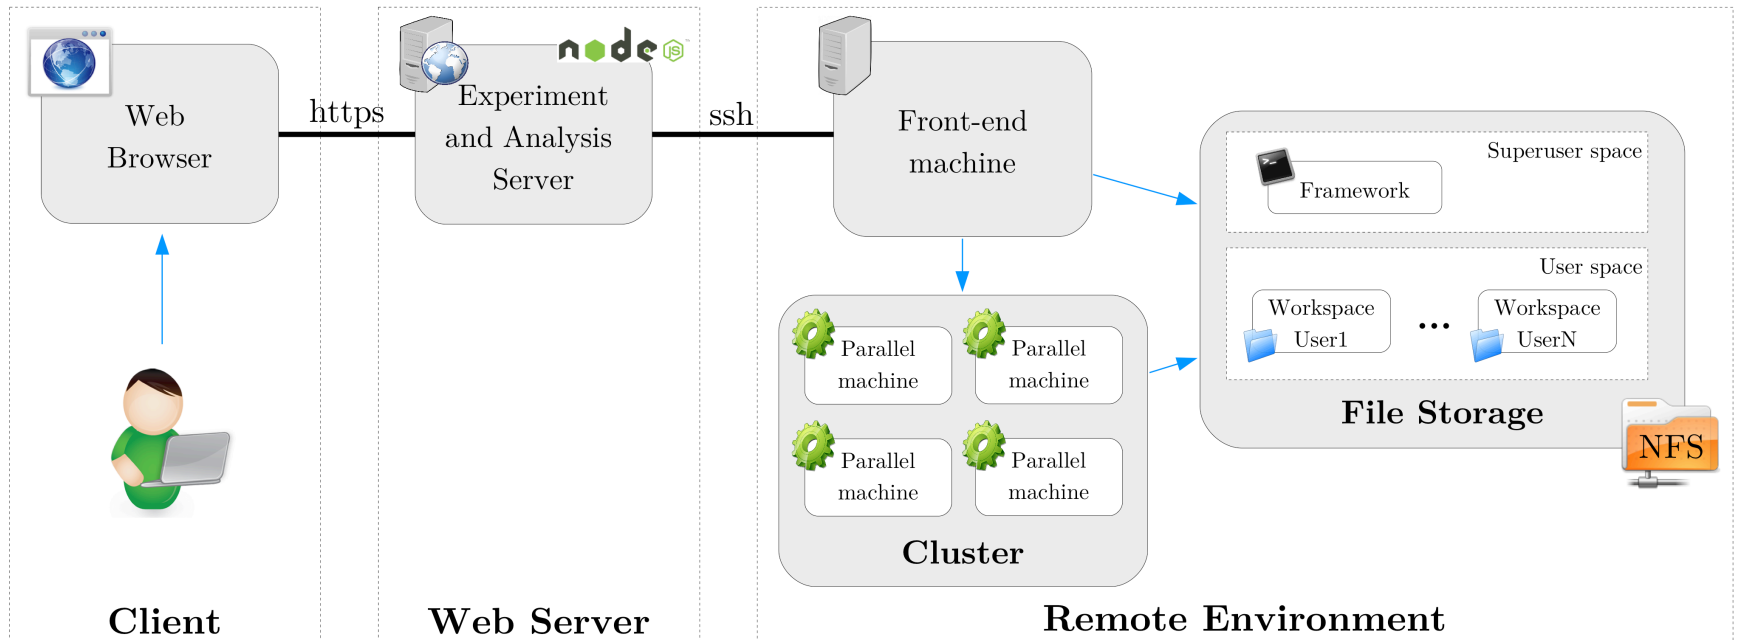 Web
Browser
https
node
JS
™
Experiment
and Analysis
Server
ssh
Front-end
machine
Superuser space
>_
Framework
User space
Workspace
User1
...
Workspace
UserN
File Storage
NFS
Parallel
machine
Parallel
machine
Parallel
machine
Parallel
machine
Cluster
Client
Web Server
Remote Environment